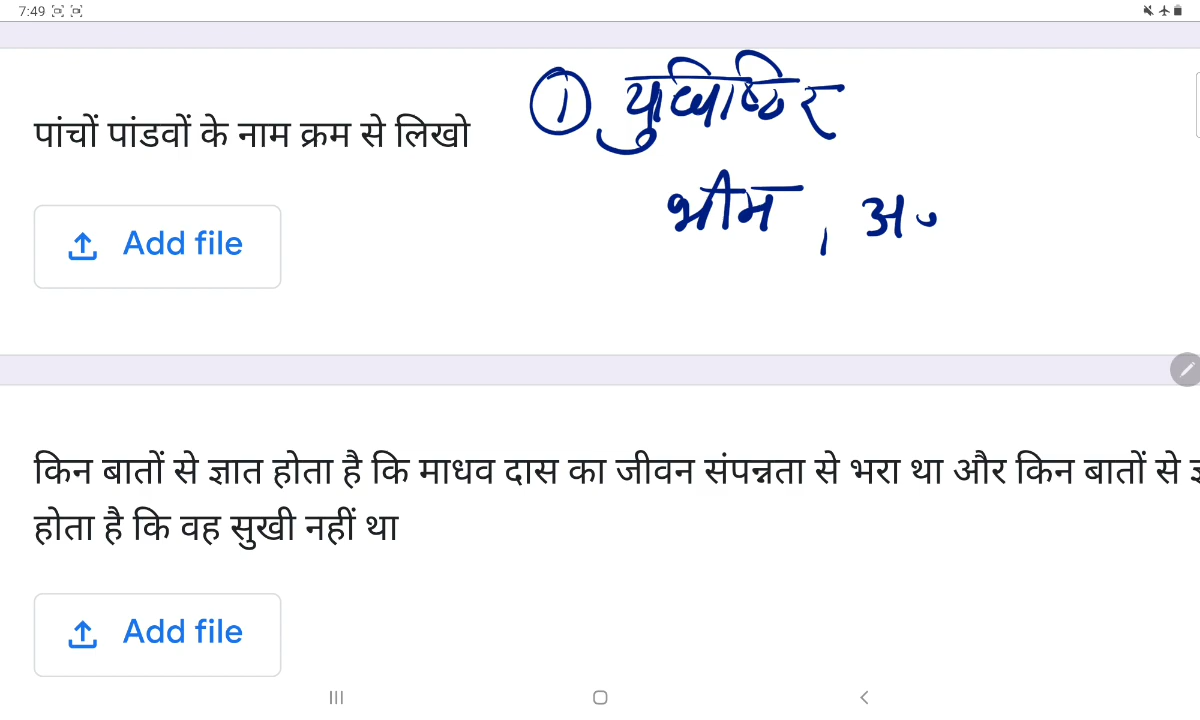 7:49
① युधिष्ठिर
पांचों पांडवों के नाम क्रम से लिखो
भीम , अ
Add file
किन बातों से ज्ञात होता है कि माधव दास का जीवन संपन्नता से भरा था और किन बातों से
होता है कि वह सुखी नहीं था
Add file